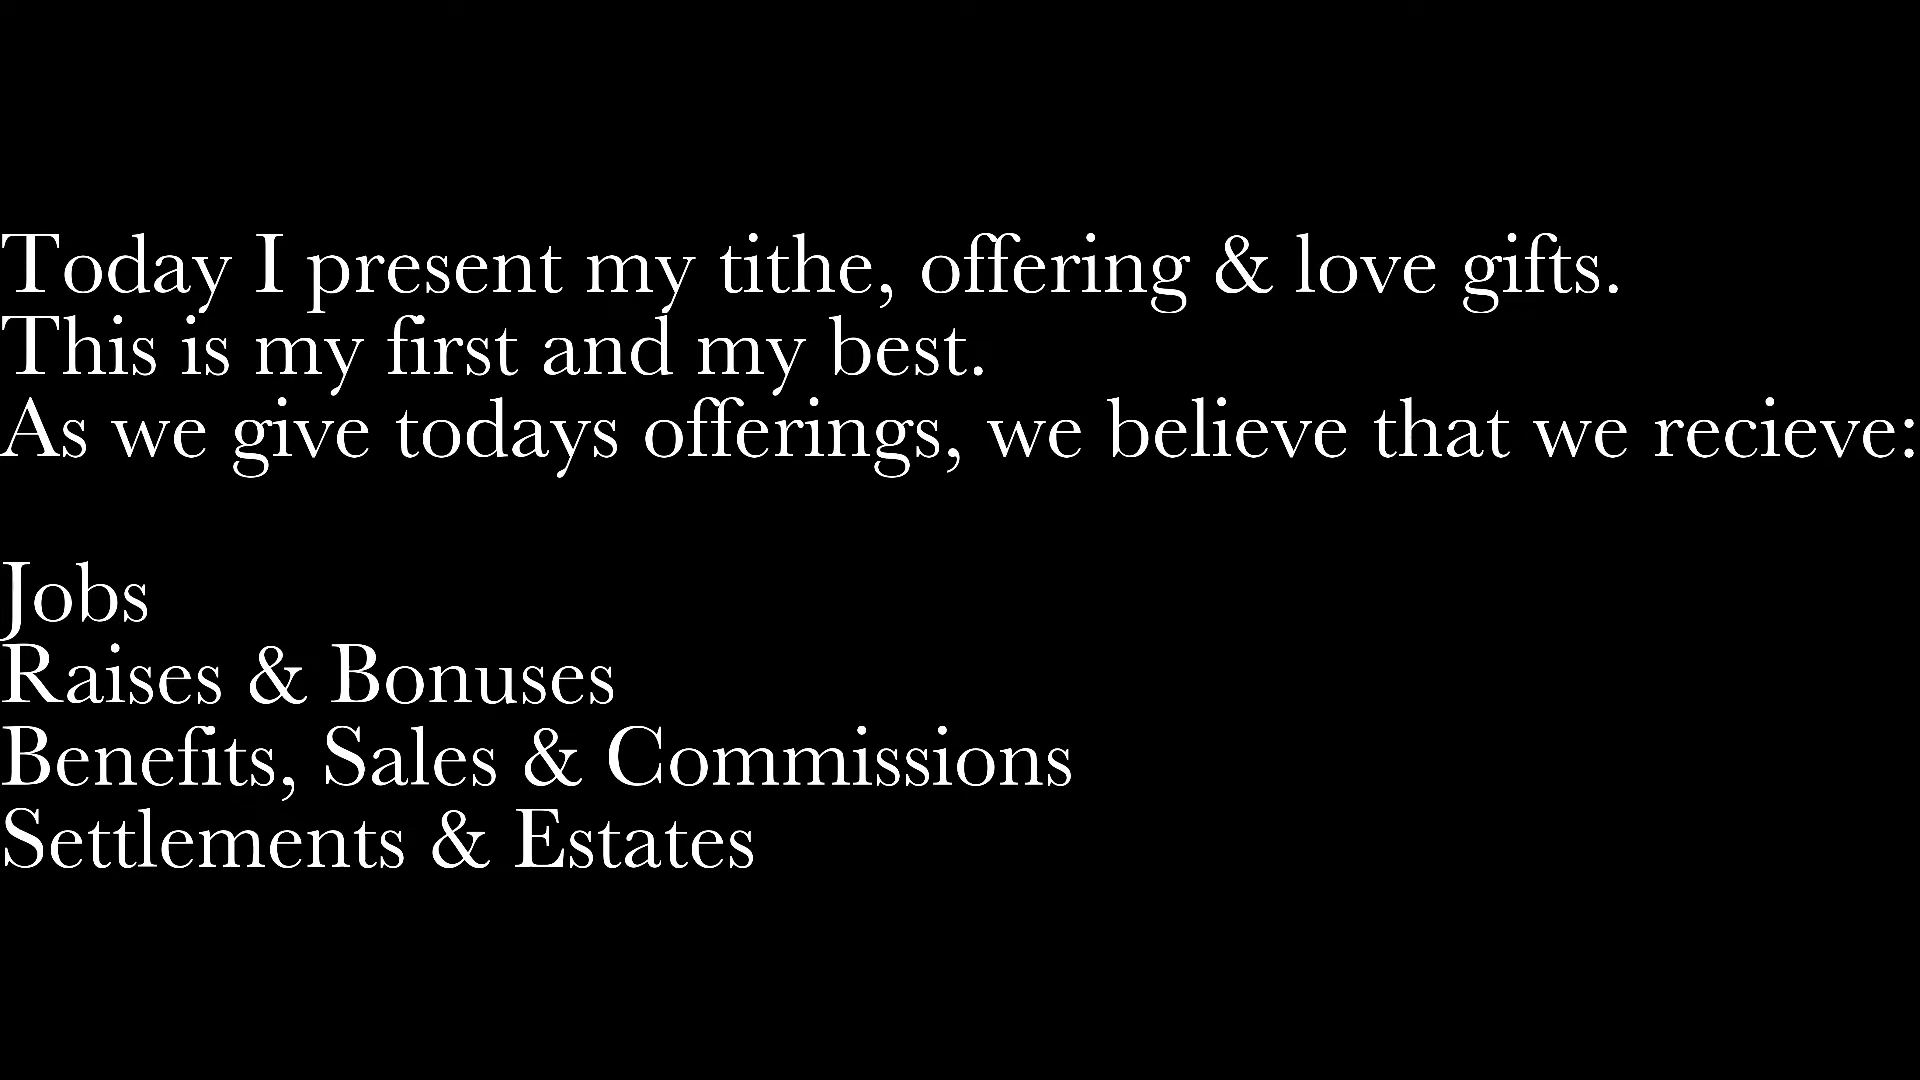 Today I present my tithe, offering & love gifts.
This is my first and my best.
As we give todays offerings, we believe that we recieve:
Jobs
Raises & Bonuses
Benefits, Sales & Commissions
Settlements & Estates